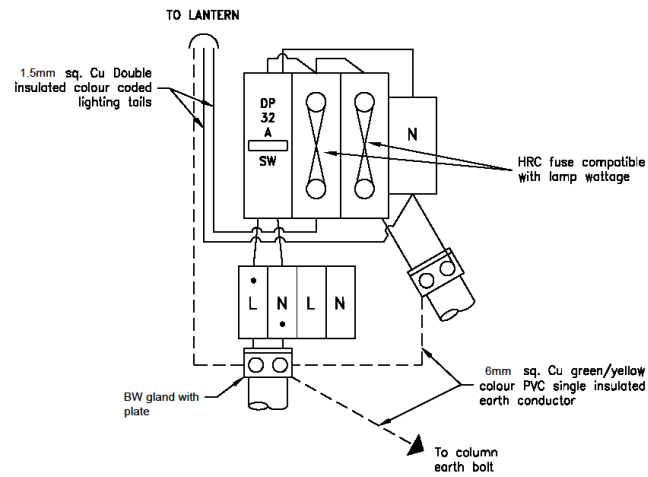 TO LANTERN
1.5mm sq. Cu Double
insulated colour coded
lighting tails
DP
32
A
SW
N
HRC fuse compatible
with lamp wattage
L N L N
6mm sq. Cu green/yellow
colour PVC single insulated
earth conductor
BW gland with
plate
To column
earth bolt